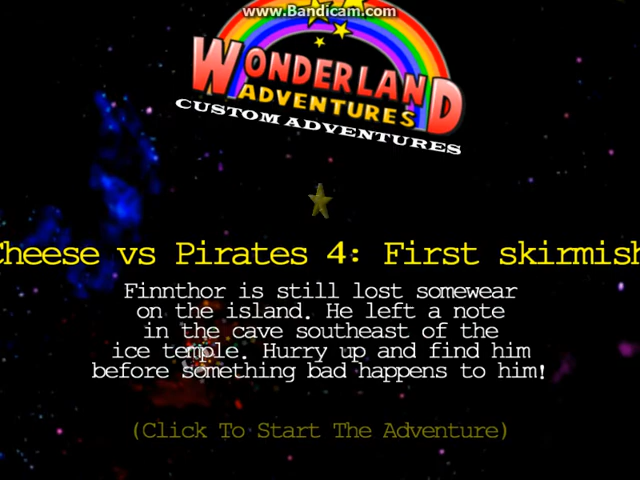 www.Bandicam.com
WONDERLAND
ADVENTURES
CUSTOM ADVENTURES
Cheese vs Pirates 4: First skirmish
Finnthor is still lost somewear
on the island. He left a note
in the cave southeast of the
ice temple. Hurry up and find him
before something bad happens to him!
(Click To Start The Adventure)